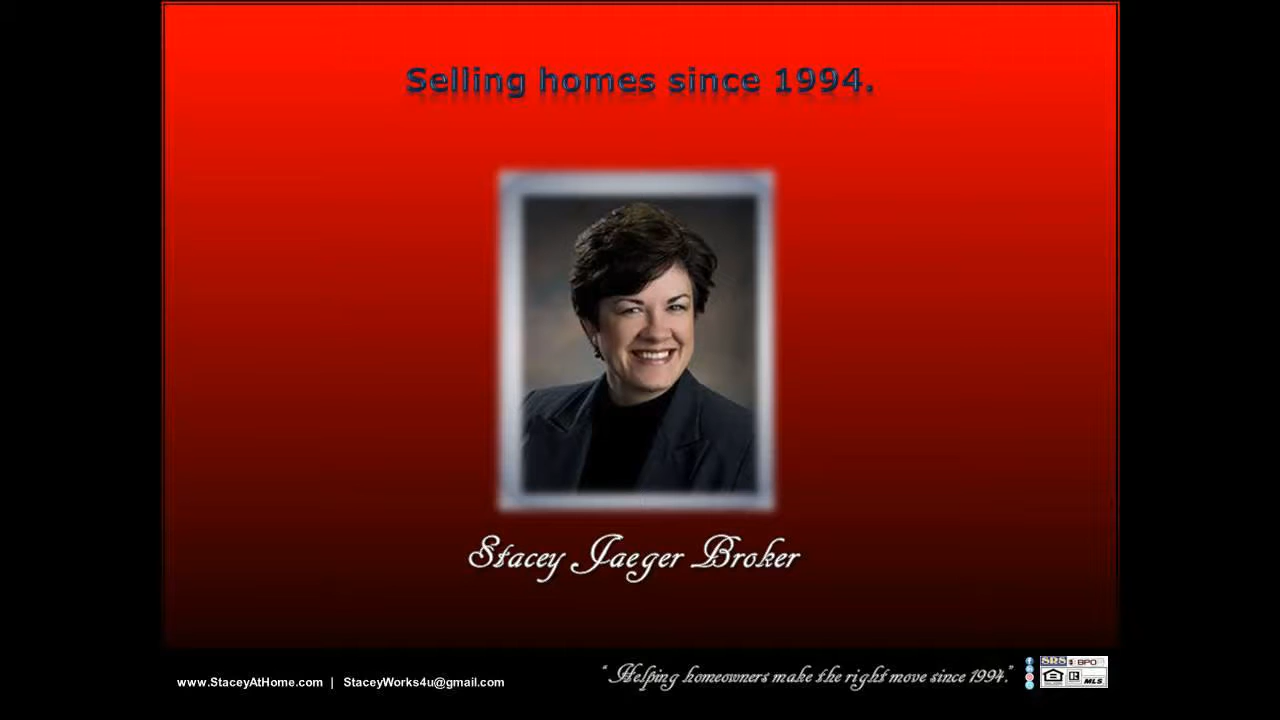 Selling homes since 1994.
Stacey Jaeger Broker
www.StaceyAtHome.com | StaceyWorks4u@gmail.com
“Helping homeowners make the right move since 1994.”
SRS BPO
R MLS